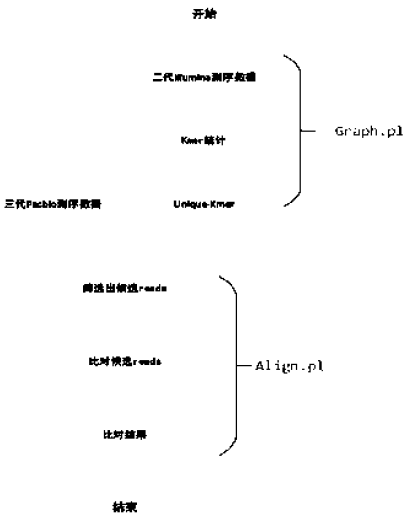 开始
二代Illumina测序数据
Kmer统计
Graph.pl
三代Pacbio测序数据
Unique-Kmer
筛选出候选reads
比对候选reads
Align.pl
比对结果
结束